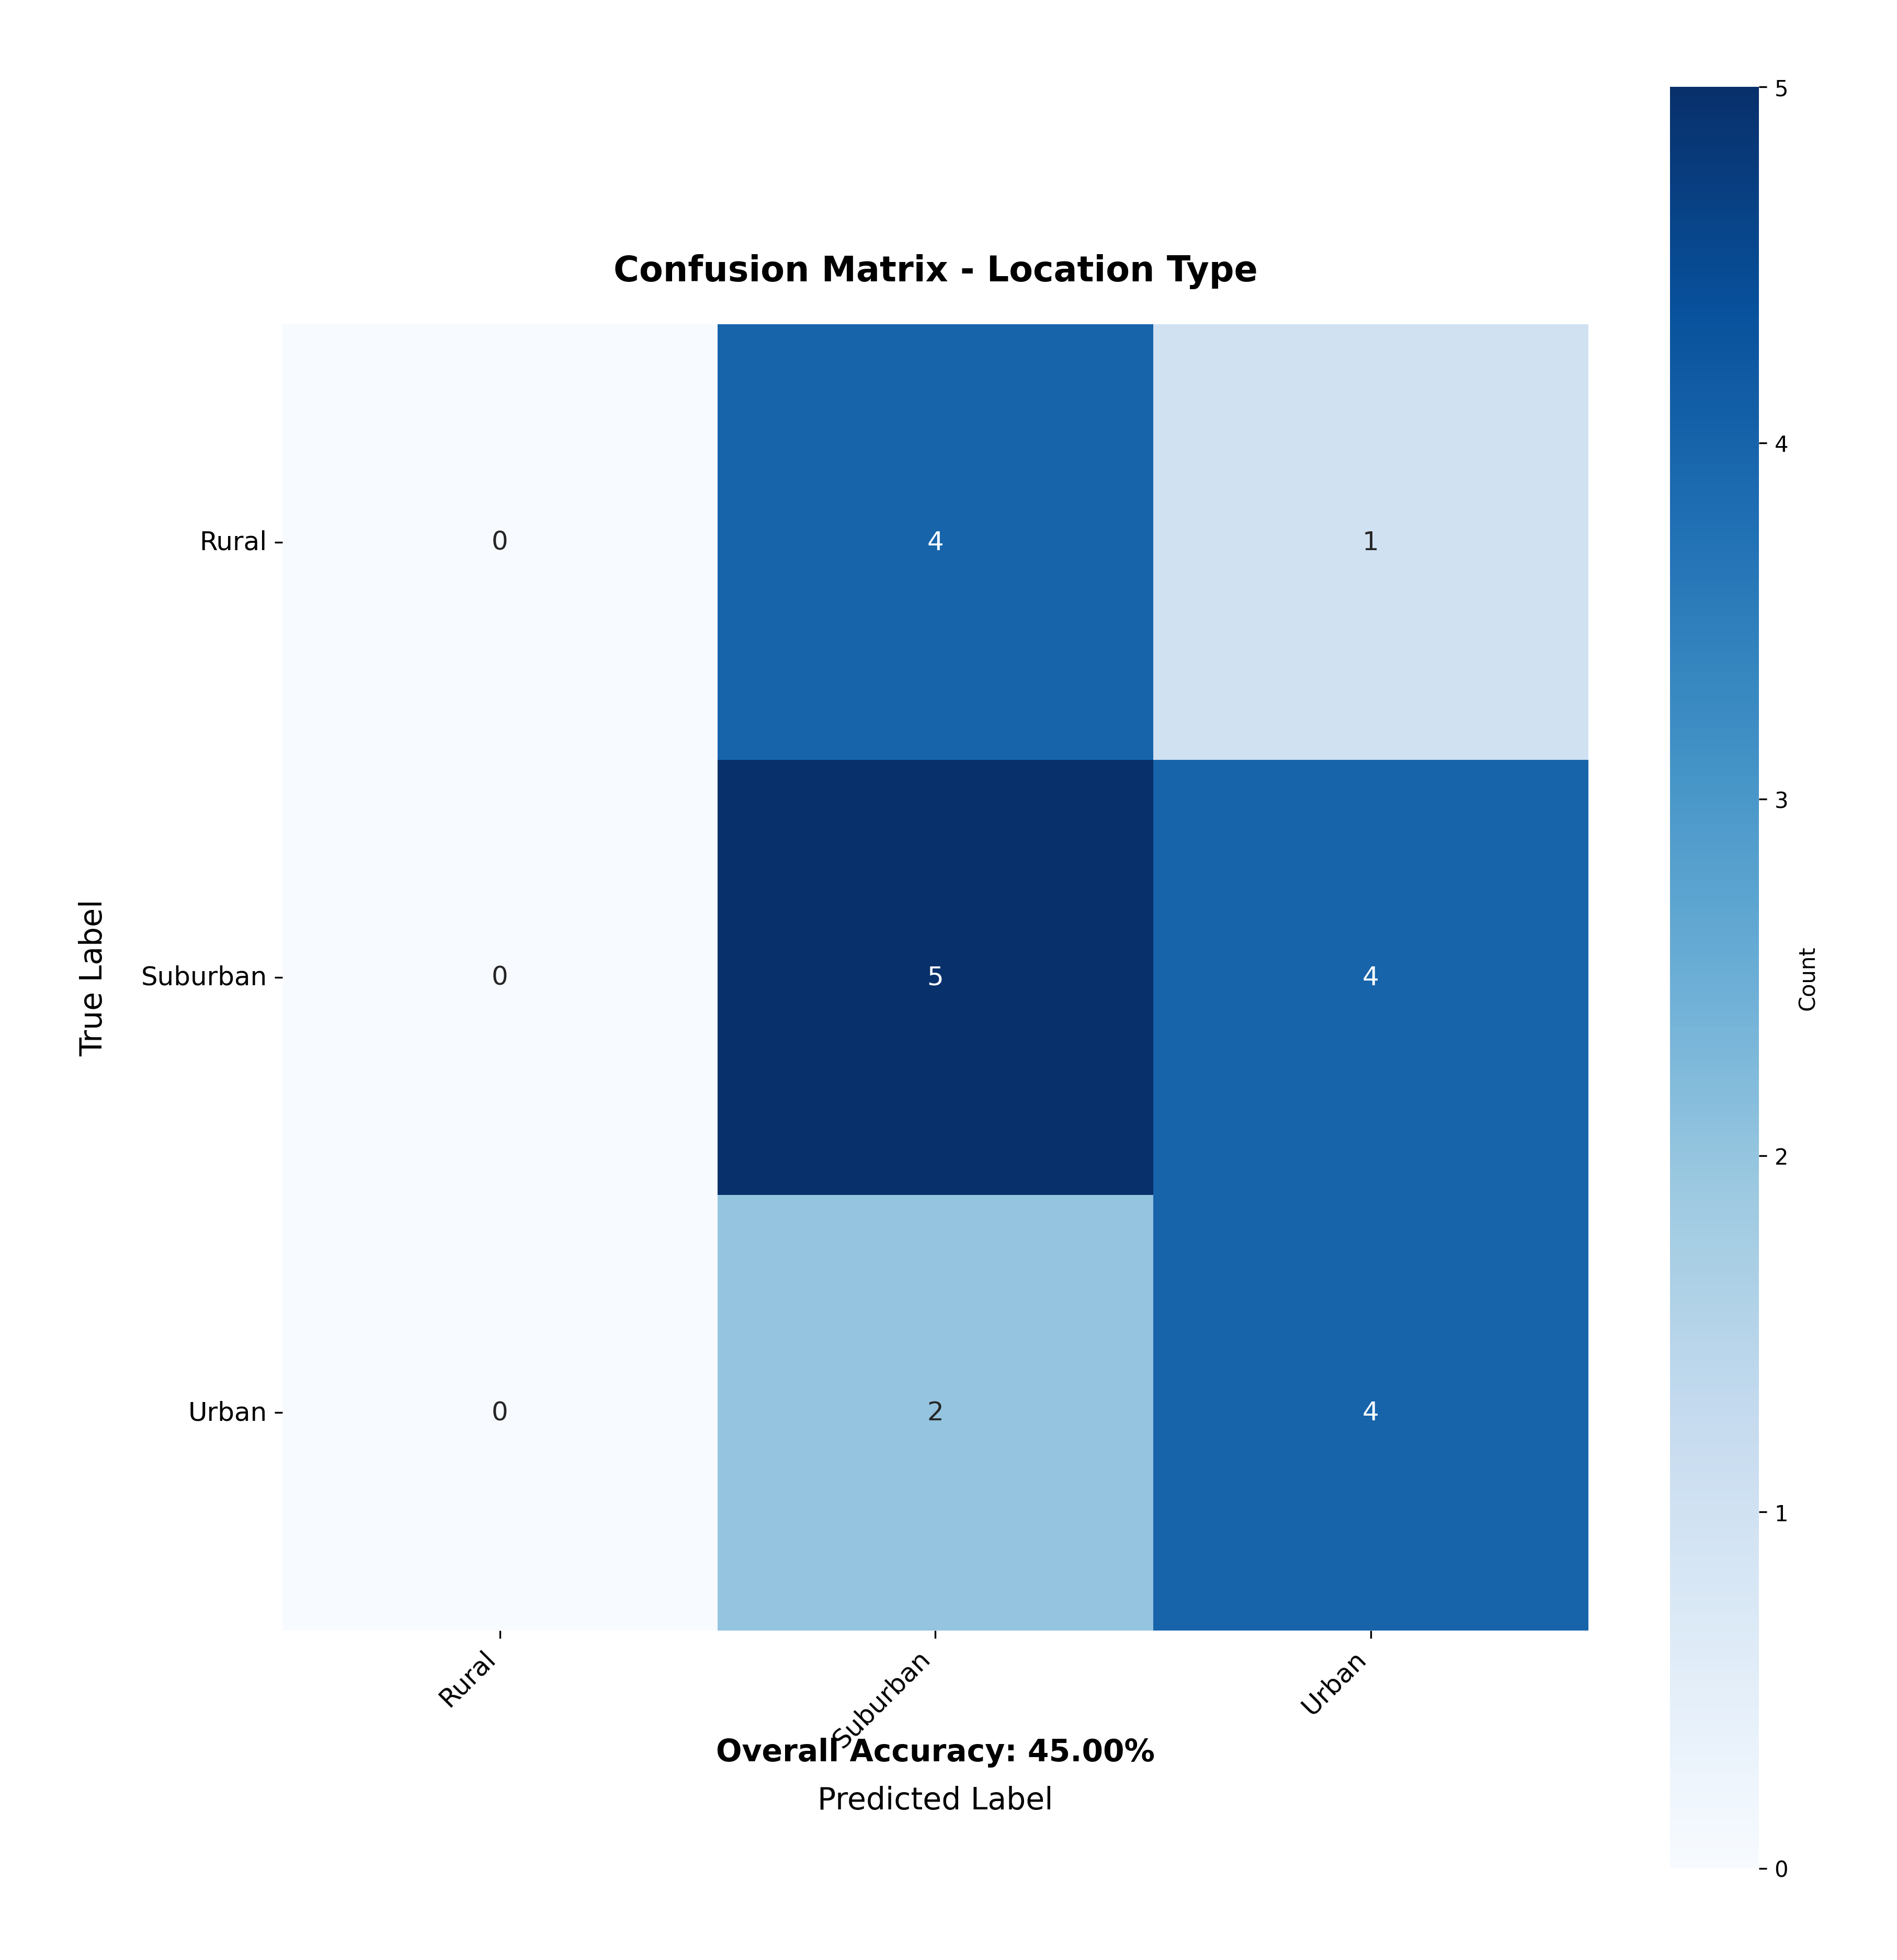 Confusion Matrix - Location Type
5
4
3
2
1
0
Count
True Label
Rural
0
4
1
Suburban
0
5
4
Urban
0
2
4
Rural
Suburban
Urban
Overall Accuracy: 45.00%
Predicted Label